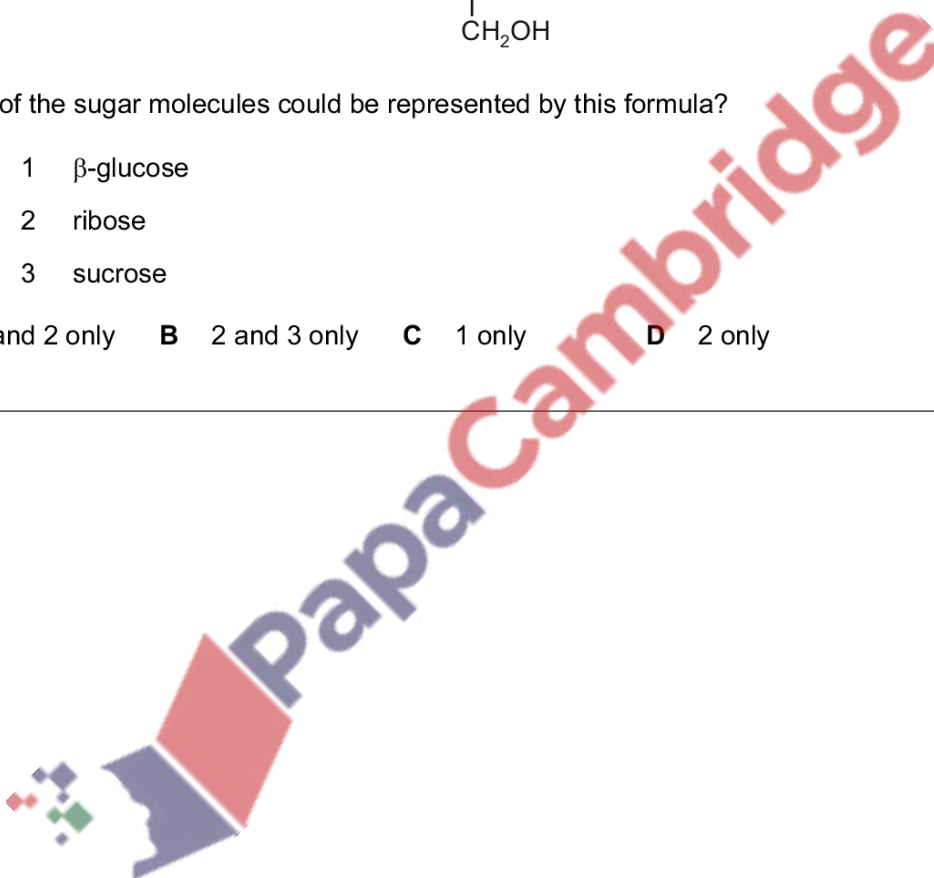 CH₂OH
of the sugar molecules could be represented by this formula?
1 β-glucose
2 ribose
3 sucrose
and 2 only B 2 and 3 only C 1 only D 2 only
PapaCambridge